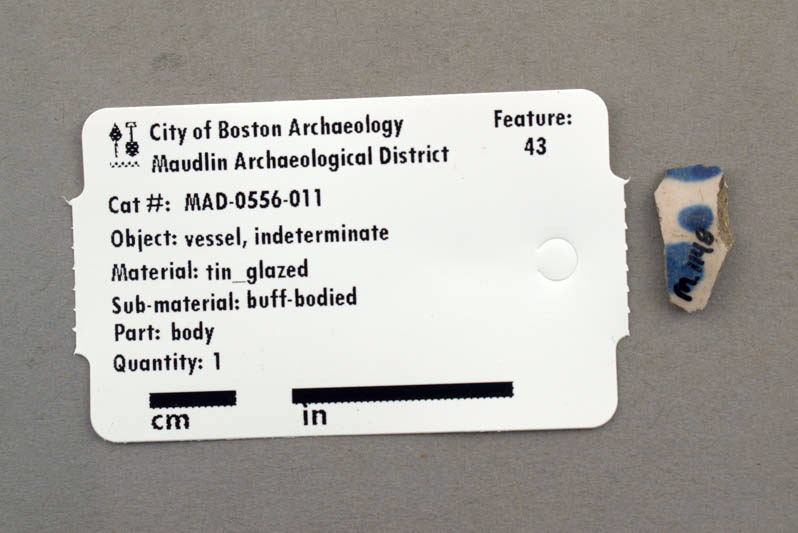 City of Boston Archaeology
Maudlin Archaeological District
Feature:
43
Cat #: MAD-0556-011
Object: vessel, indeterminate
Material: tin_glazed
Sub-material: buff-bodied
Part: body
Quantity: 1
cm
in
M.1148